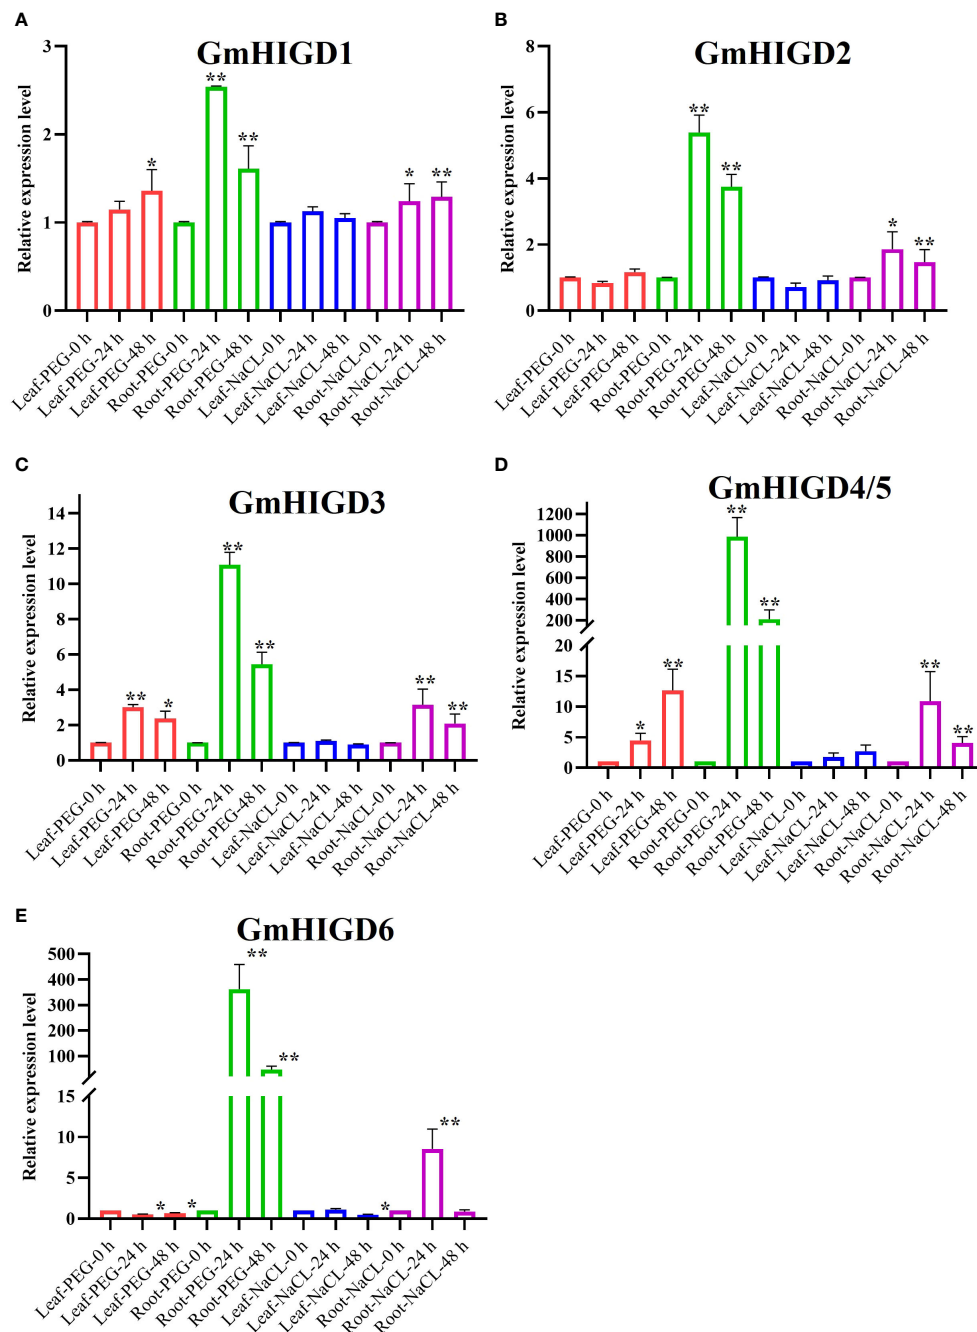 A
GmHIGD1
Relative expression level
3
2
1
0
*
**
**
*
**
Leaf-PEG-0 h
Leaf-PEG-24 h
Leaf-PEG-48 h
Root-PEG-0 h
Root-PEG-24 h
Root-PEG-48 h
Leaf-NaCL-0 h
Leaf-NaCL-24 h
Leaf-NaCL-48 h
Root-NaCL-0 h
Root-NaCL-24 h
Root-NaCL-48 h
B
GmHIGD2
Relative expression level
8
6
4
2
0
**
**
*
**
Leaf-PEG-0 h
Leaf-PEG-24 h
Leaf-PEG-48 h
Root-PEG-0 h
Root-PEG-24 h
Root-PEG-48 h
Leaf-NaCL-0 h
Leaf-NaCL-24 h
Leaf-NaCL-48 h
Root-NaCL-0 h
Root-NaCL-24 h
Root-NaCL-48 h
C
GmHIGD3
Relative expression level
14
12
10
8
6
4
2
0
**
*
**
**
**
**
Leaf-PEG-0 h
Leaf-PEG-24 h
Leaf-PEG-48 h
Root-PEG-0 h
Root-PEG-24 h
Root-PEG-48 h
Leaf-NaCL-0 h
Leaf-NaCL-24 h
Leaf-NaCL-48 h
Root-NaCL-0 h
Root-NaCL-24 h
Root-NaCL-48 h
D
GmHIGD4/5
Relative expression level
1200
1000
800
600
400
200
20
15
10
5
0
*
**
**
**
**
**
Leaf-PEG-0 h
Leaf-PEG-24 h
Leaf-PEG-48 h
Root-PEG-0 h
Root-PEG-24 h
Root-PEG-48 h
Leaf-NaCL-0 h
Leaf-NaCL-24 h
Leaf-NaCL-48 h
Root-NaCL-0 h
Root-NaCL-24 h
Root-NaCL-48 h
E
GmHIGD6
Relative expression level
500
400
300
200
100
15
10
5
0
*
*
**
**
*
**
Leaf-PEG-0 h
Leaf-PEG-24 h
Leaf-PEG-48 h
Root-PEG-0 h
Root-PEG-24 h
Root-PEG-48 h
Leaf-NaCL-0 h
Leaf-NaCL-24 h
Leaf-NaCL-48 h
Root-NaCL-0 h
Root-NaCL-24 h
Root-NaCL-48 h